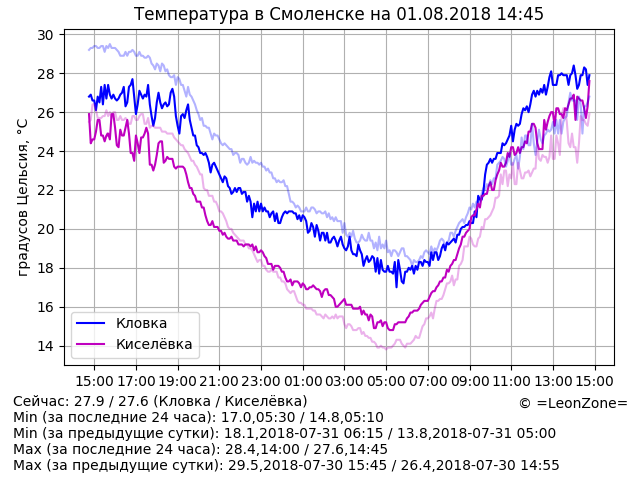 Температура в Смоленске на 01.08.2018 14:45
градусов Цельсия, °C
30
28
26
24
22
20
18
16
14
Кловка
Киселёвка
15:00 17:00 19:00 21:00 23:00 01:00 03:00 05:00 07:00 09:00 11:00 13:00 15:00
Сейчас: 27.9 / 27.6 (Кловка / Киселёвка)
© =LeonZone=
Min (за последние 24 часа): 17.0,05:30 / 14.8,05:10
Min (за предыдущие сутки): 18.1,2018-07-31 06:15 / 13.8,2018-07-31 05:00
Max (за последние 24 часа): 28.4,14:00 / 27.6,14:45
Max (за предыдущие сутки): 29.5,2018-07-30 15:45 / 26.4,2018-07-30 14:55